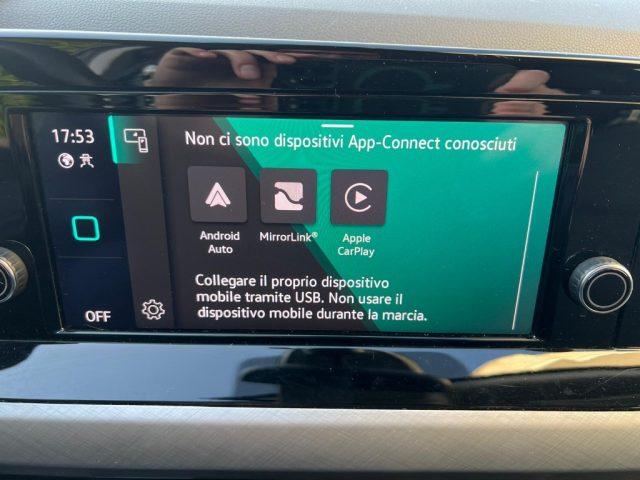 17:53
Non ci sono dispositivi App-Connect conosciuti
Android
Auto
MirrorLink®
Apple
CarPlay
Collegare il proprio dispositivo
mobile tramite USB. Non usare il
dispositivo mobile durante la marcia.
OFF